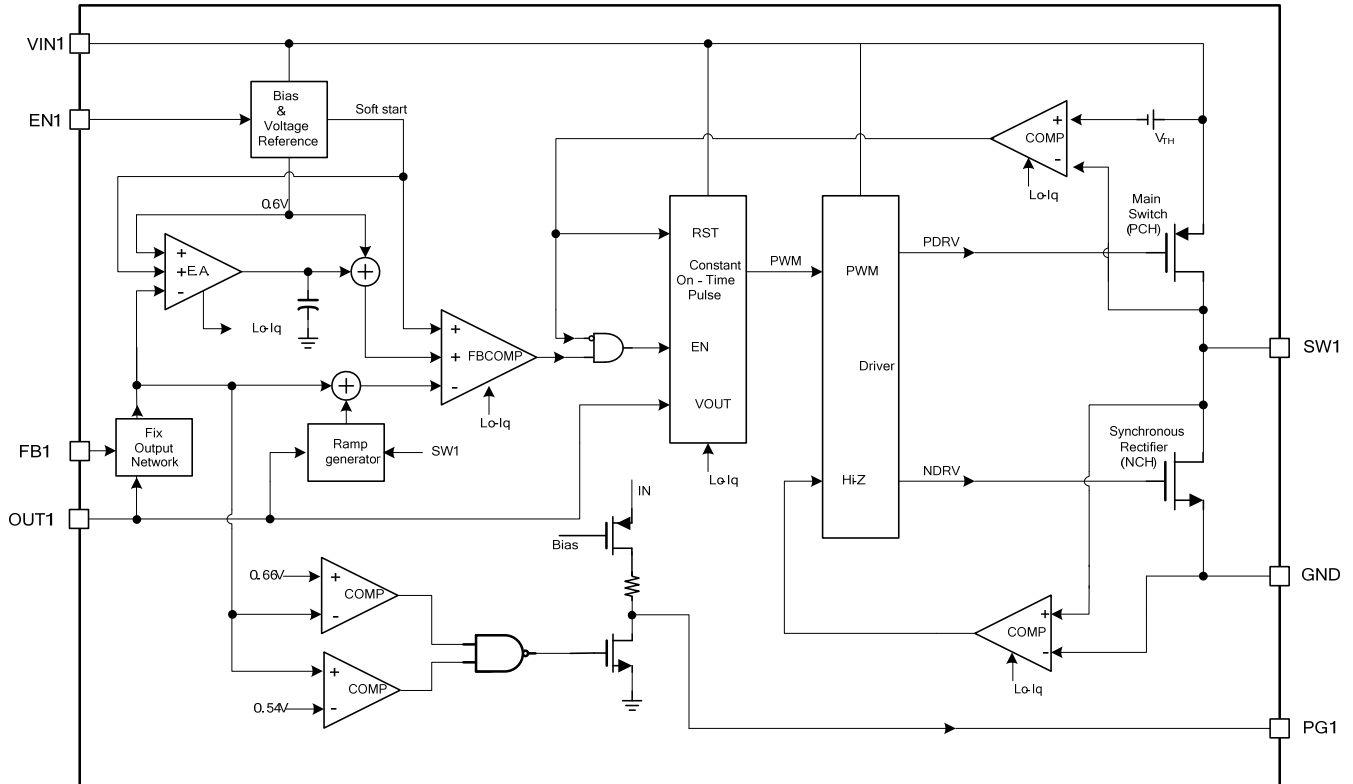 VIN1
EN1
Bias
&
Voltage
Reference
Soft start
0.6V
+
+E.A.
-
Lo-Iq
+
+
+ FBCOMP
-
Lo-Iq
+
FB1
Fix
Output
Network
Ramp
generator
SW1
OUT1
RST
Constant
On - Time
Pulse
EN
VOUT
Lo-Iq
PWM
PWM
Driver
Hi-Z
PDRV
NDRV
+
COMP
-
VTH
Lo-Iq
Main
Switch
(PCH)
SW1
Synchronous
Rectifier
(NCH)
GND
+
COMP
-
Lo-Iq
IN
Bias
0.66V
+
COMP
-
+
COMP
0.54V
-
PG1